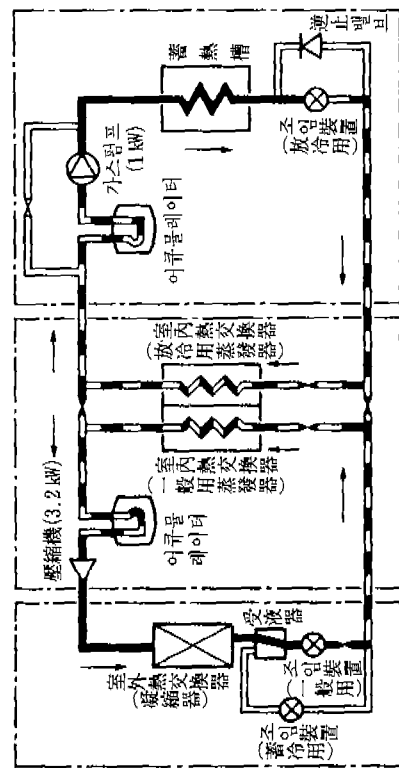 逆止밸브
蓄熱槽
조임裝置
(放冷用)
가스펌프
(1 kW)
어큐뮬레이터
室內熱交換器
(放冷用蒸發器)
室內熱交換器
(一般用蒸發器)
壓縮機 (3.2 kW)
어큐뮬
레이터
受液器
室外熱交換器
(凝縮器)
조임裝置
(一般用)
조임裝置
(蓄冷用)